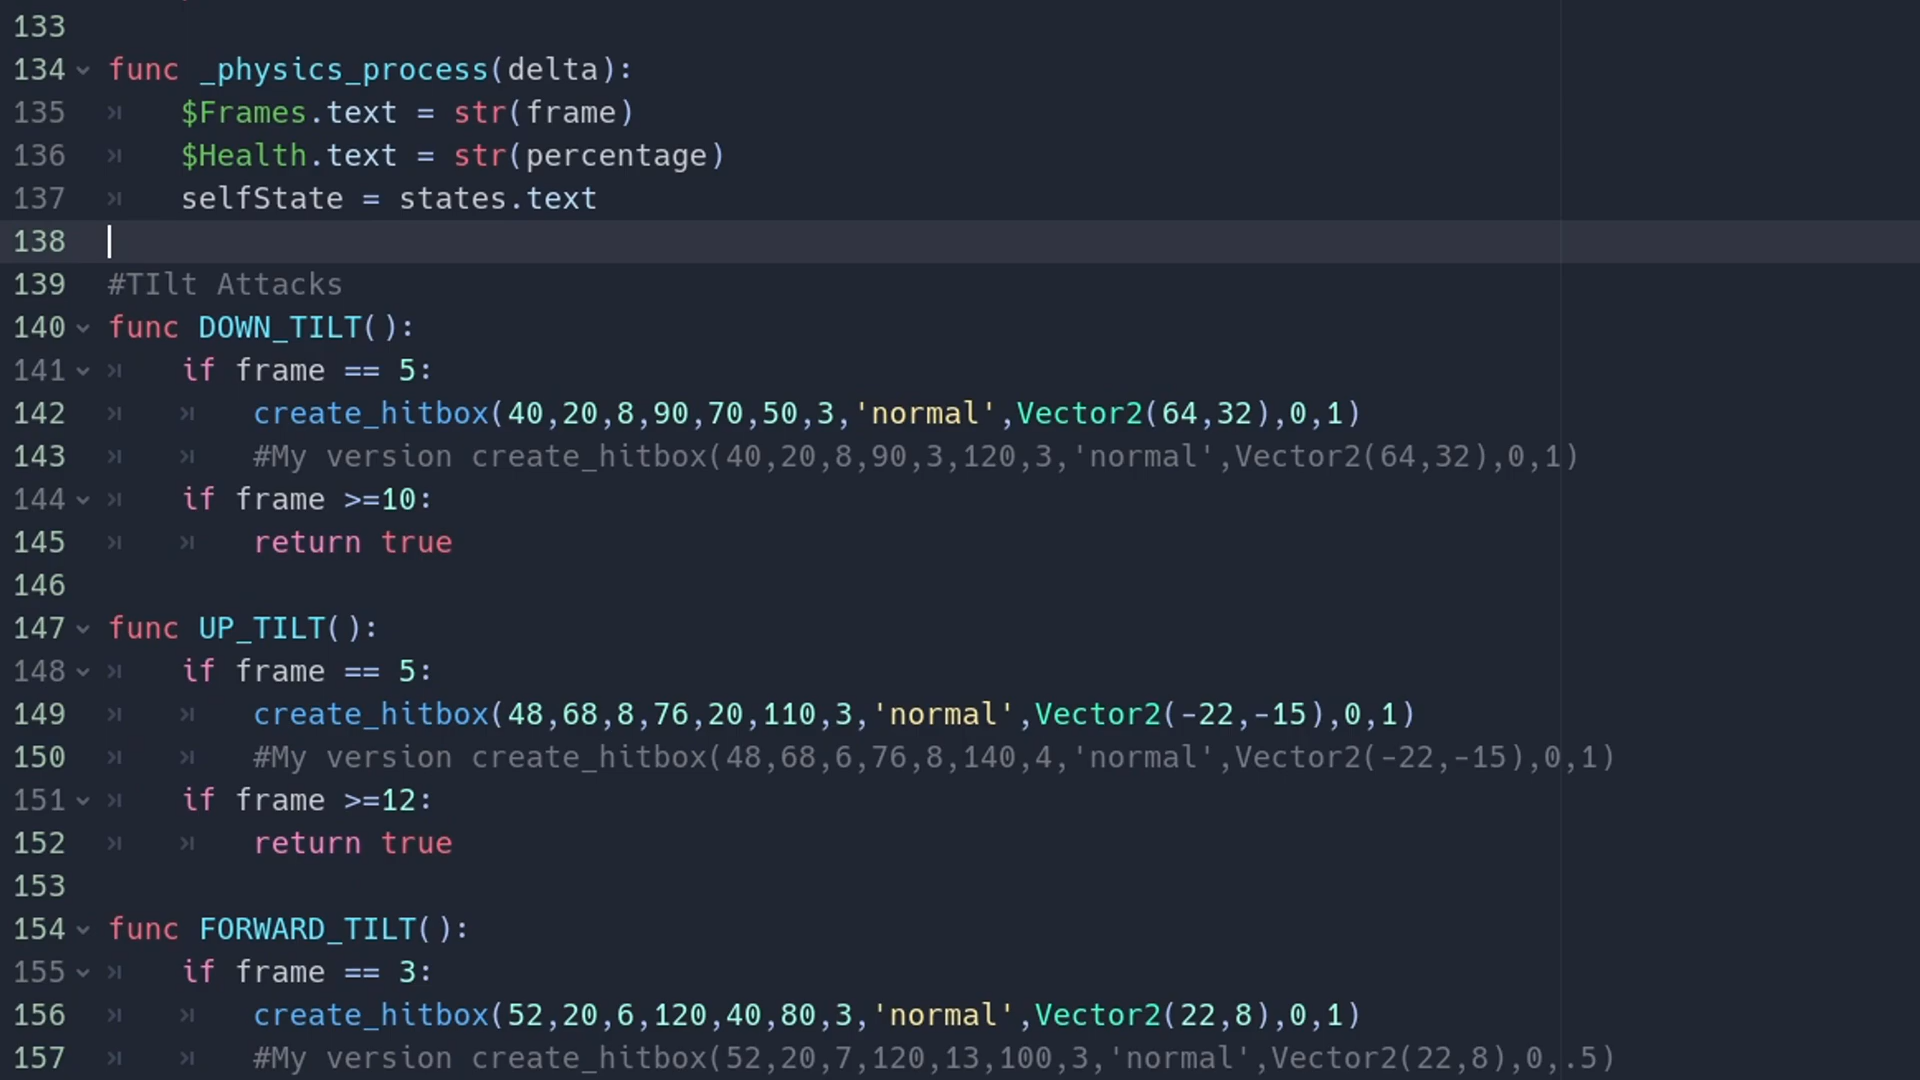 133
134 func _physics_process(delta):
135 $Frames.text = str(frame)
136 $Health.text = str(percentage)
137 selfState = states.text
138
139 #TIlt Attacks
140 func DOWN_TILT():
141 if frame == 5:
142 create_hitbox(40,20,8,90,70,50,3,'normal',Vector2(64,32),0,1)
143 #My version create_hitbox(40,20,8,90,3,120,3,'normal',Vector2(64,32),0,1)
144 if frame >=10:
145 return true
146
147 func UP_TILT():
148 if frame == 5:
149 create_hitbox(48,68,8,76,20,110,3,'normal',Vector2(-22,-15),0,1)
150 #My version create_hitbox(48,68,6,76,8,140,4,'normal',Vector2(-22,-15),0,1)
151 if frame >=12:
152 return true
153
154 func FORWARD_TILT():
155 if frame == 3:
156 create_hitbox(52,20,6,120,40,80,3,'normal',Vector2(22,8),0,1)
157 #My version create_hitbox(52,20,7,120,13,100,3,'normal',Vector2(22,8),0,.5)